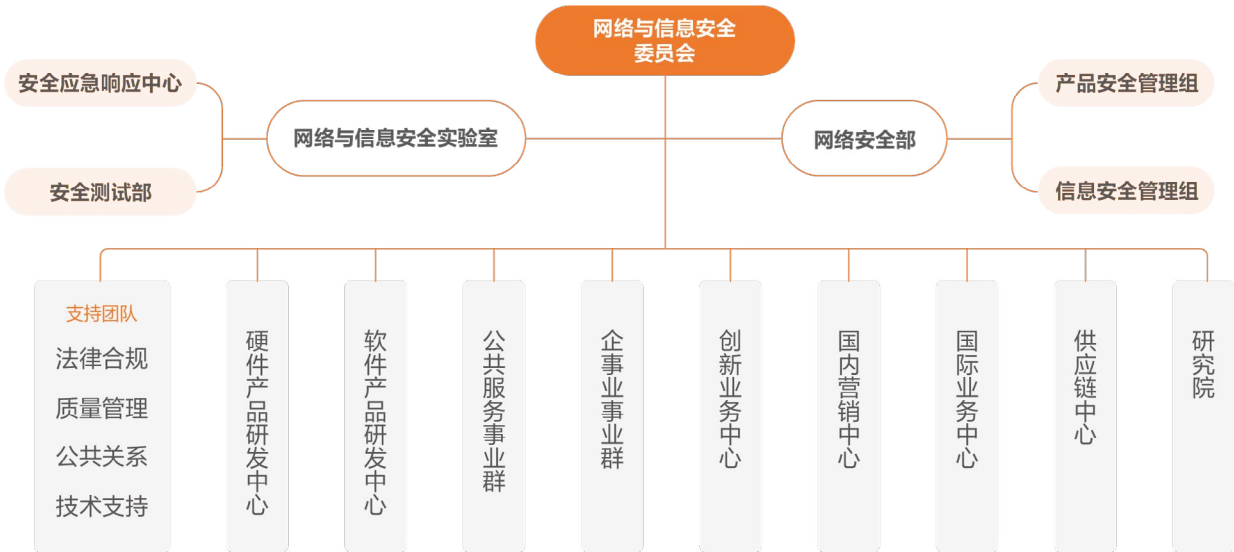 网络与信息安全
委员会
安全应急响应中心
产品安全管理组
网络与信息安全实验室
网络安全部
安全测试部
信息安全管理组
支持团队
法律合规
质量管理
公共关系
技术支持
硬件产品研发中心
软件产品研发中心
公共服务事业群
企事业事业群
创新业务中心
国内营销中心
国际业务中心
供应链中心
研究院